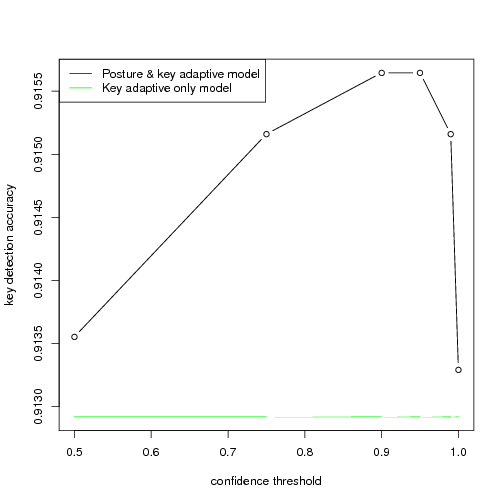 Posture & key adaptive model
Key adaptive only model
key detection accuracy
0.9155
0.9150
0.9145
0.9140
0.9135
0.9130
0.5 0.6 0.7 0.8 0.9 1.0
confidence threshold